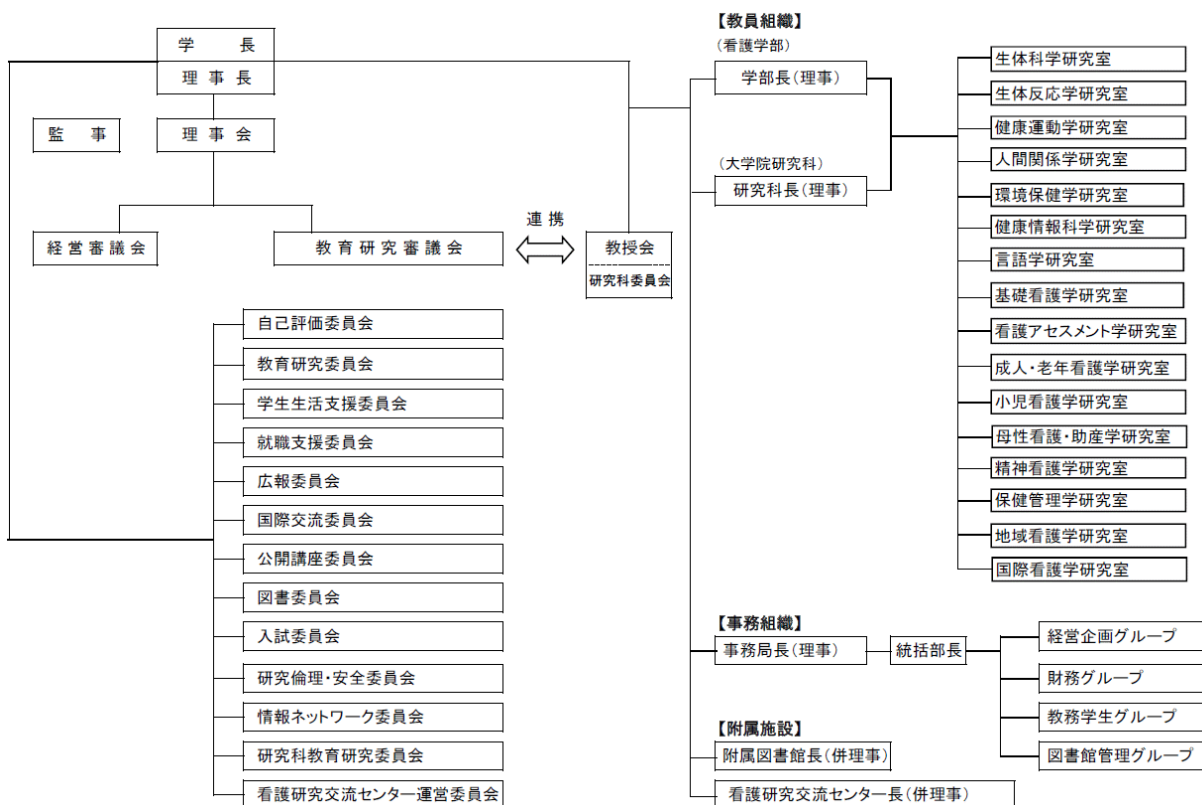 学　長
理 事 長
監　事
理 事 会
経営審議会
教育研究審議会
連 携
教授会
研究科委員会
自己評価委員会
教育研究委員会
学生生活支援委員会
就職支援委員会
広報委員会
国際交流委員会
公開講座委員会
図書委員会
入試委員会
研究倫理・安全委員会
情報ネットワーク委員会
研究科教育研究委員会
看護研究交流センター運営委員会
【教員組織】
（看護学部）
学部長（理事）
（大学院研究科）
研究科長（理事）
生体科学研究室
生体反応学研究室
健康運動学研究室
人間関係学研究室
環境保健学研究室
健康情報科学研究室
言語学研究室
基礎看護学研究室
看護アセスメント学研究室
成人・老年看護学研究室
小児看護学研究室
母性看護・助産学研究室
精神看護学研究室
保健管理学研究室
地域看護学研究室
国際看護学研究室
【事務組織】
事務局長（理事）
統括部長
経営企画グループ
財務グループ
教務学生グループ
図書館管理グループ
【附属施設】
附属図書館長（併理事）
看護研究交流センター長（併理事）